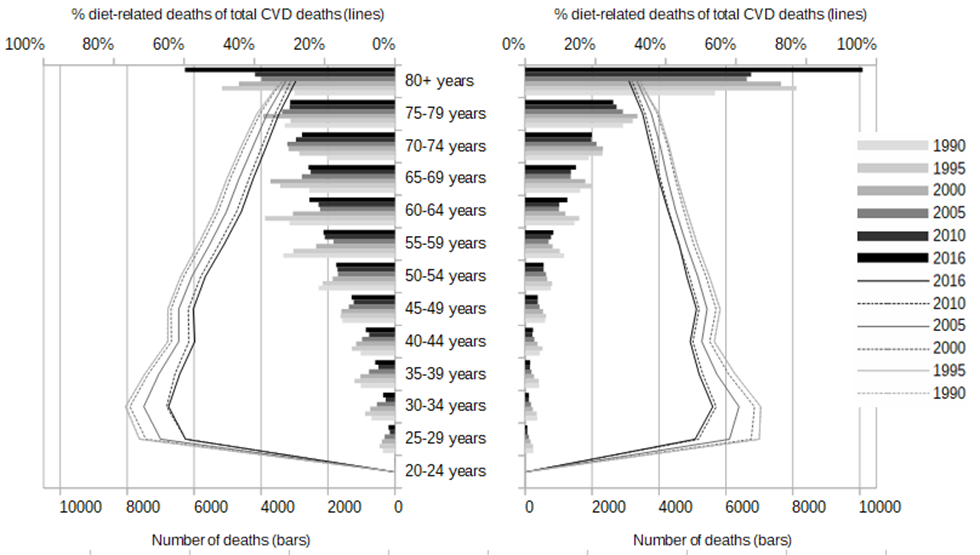 % diet-related deaths of total CVD deaths (lines)
% diet-related deaths of total CVD deaths (lines)
100% 80% 60% 40% 20% 0%
0% 20% 40% 60% 80% 100%
80+ years
75-79 years
70-74 years
65-69 years
60-64 years
55-59 years
50-54 years
45-49 years
40-44 years
35-39 years
30-34 years
25-29 years
20-24 years
1990
1995
2000
2005
2010
2016
2016
2010
2005
2000
1995
1990
10000 8000 6000 4000 2000 0
0 2000 4000 6000 8000 10000
Number of deaths (bars)
Number of deaths (bars)